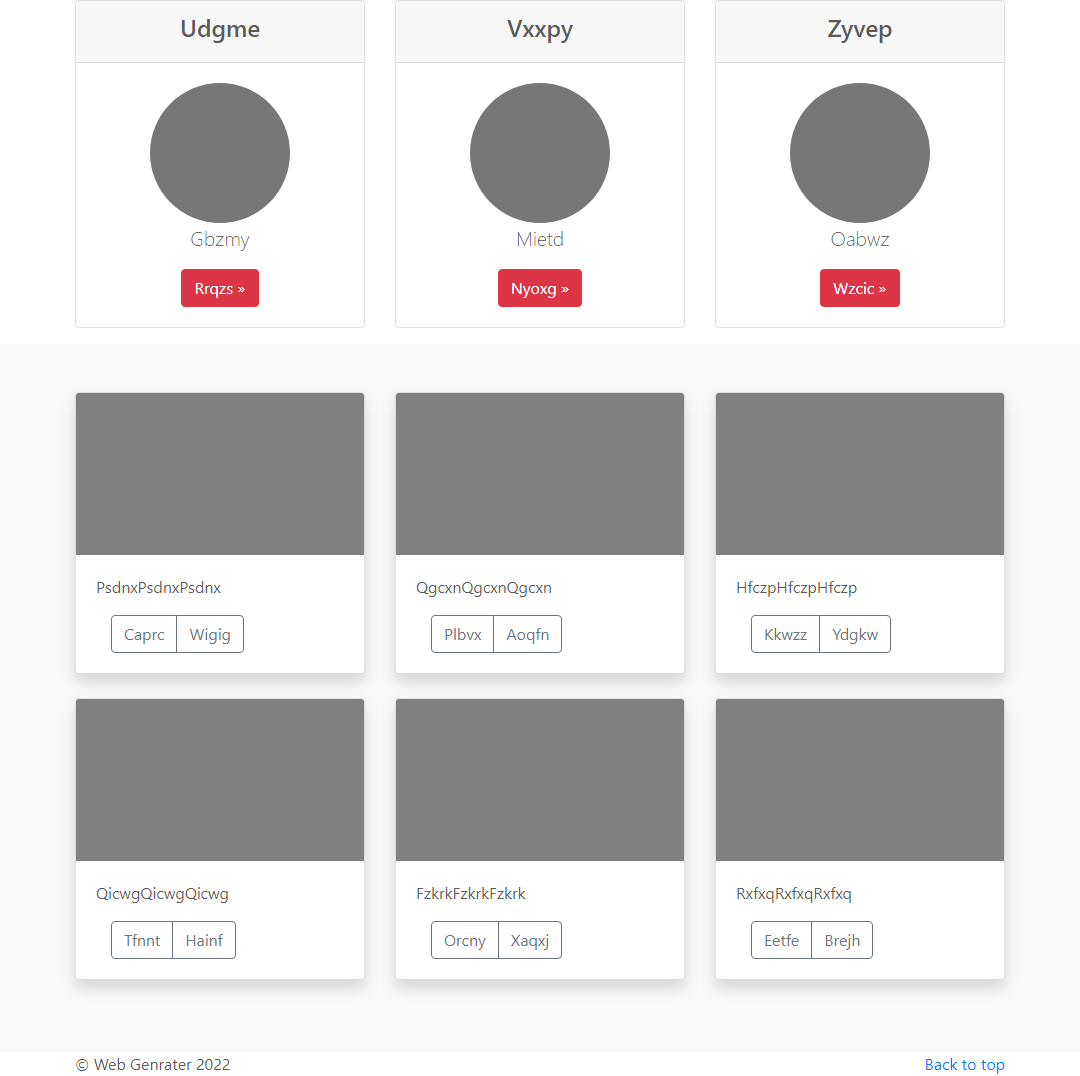 Udgme
Vxxpy
Zyvep
Gbzmy
Mietd
Oabwz
Rrqzs »
Nyoxg »
Wzcic »
PsdnxPsdnxPsdnx
QgcxnQgcxnQgcxn
HfczpHfczpHfczp
Caprc Wigig
Plbvx Aoqfn
Kkwzz Ydgkw
QicwgQicwgQicwg
FzkrkFzkrkFzkrk
RxfxqRxfxqRxfxq
Tfnnt Hainf
Orcny Xaqxj
Eetfe Brejh
© Web Genrater 2022
Back to top